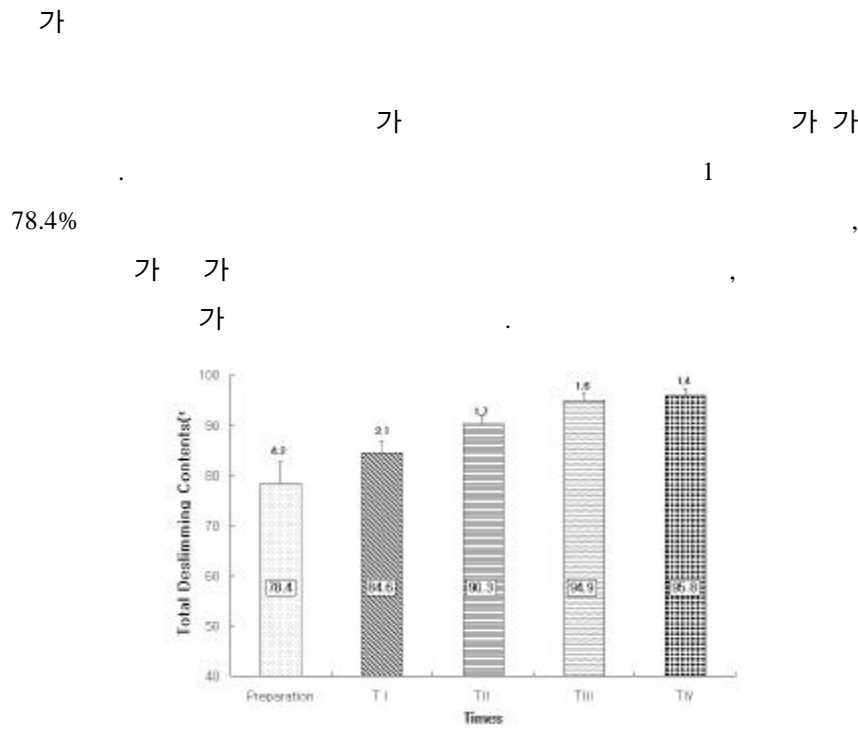 가
가 가 가
. 1
78.4% ,
가 가 ,
가 .
Total Deslimming Contents(*
100
90
80
70
60
50
40
4.2 2.1 1.7 1.6 1.4
78.4 84.6 90.3 94.9 95.8
Preparation T I T II T III T IV
Times